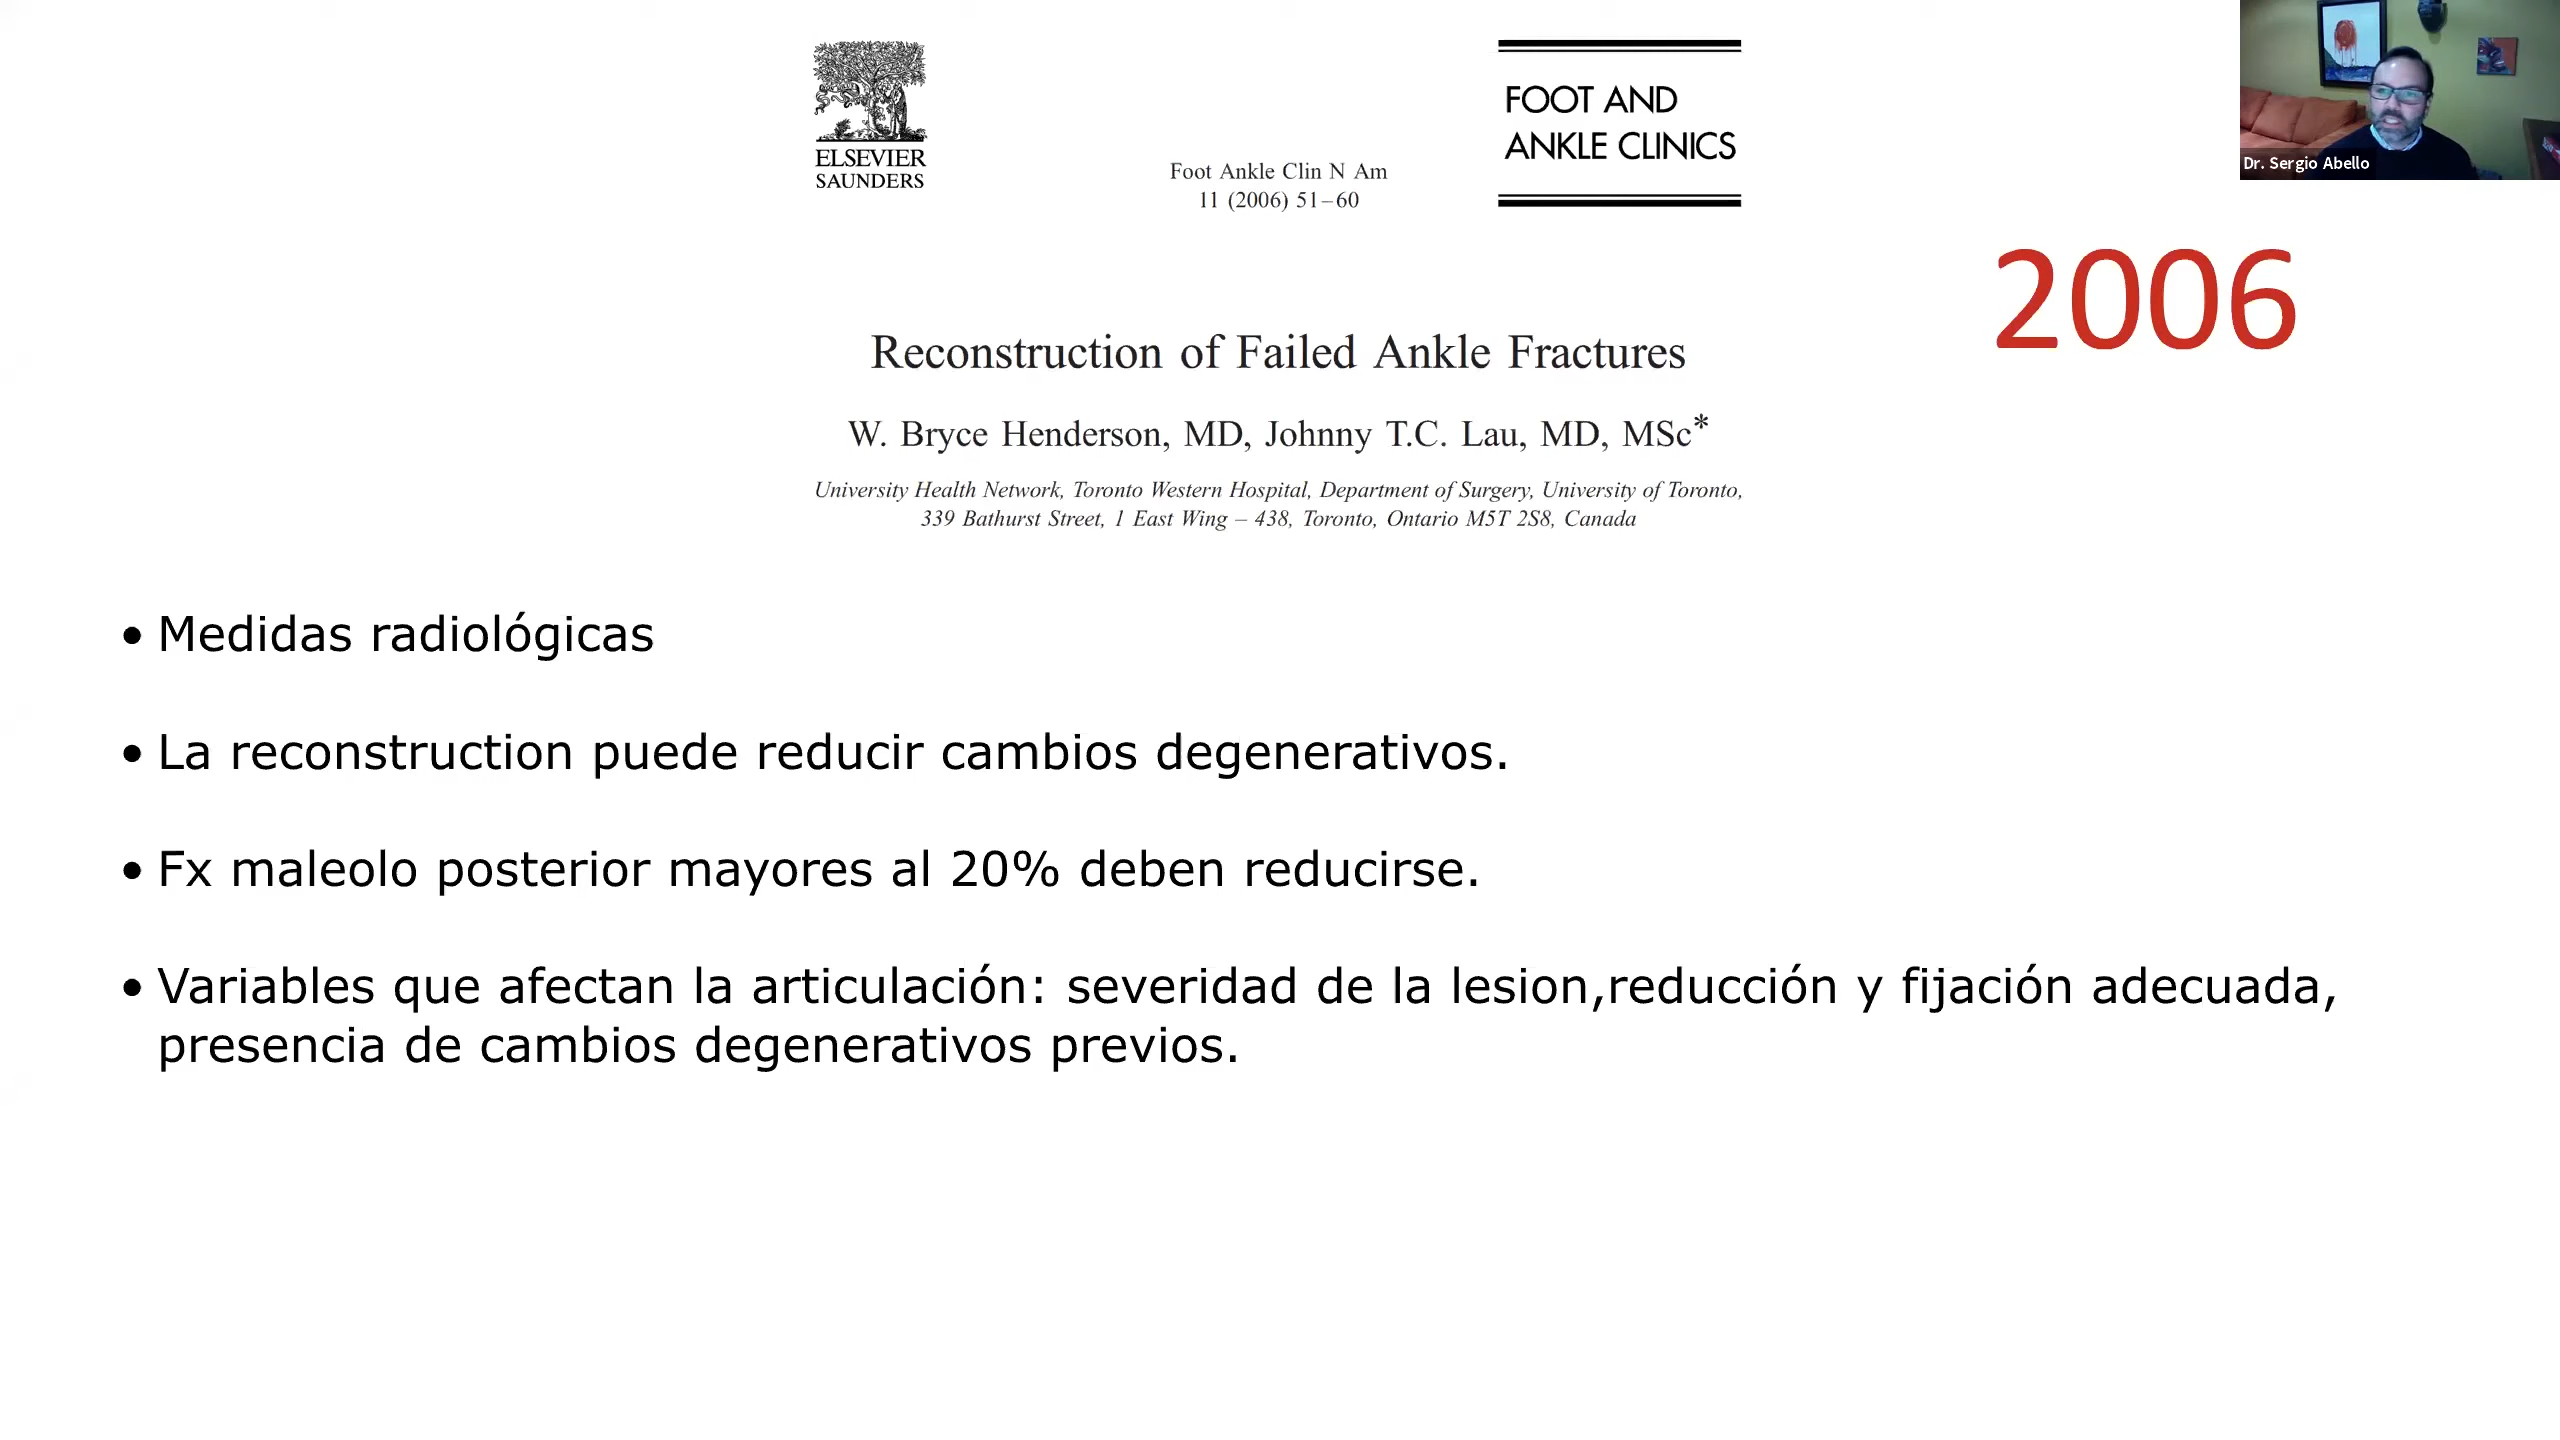 ELSEVIER
SAUNDERS
Foot Ankle Clin N Am
11 (2006) 51–60
FOOT AND
ANKLE CLINICS
Dr. Sergio Abello
2006
Reconstruction of Failed Ankle Fractures
W. Bryce Henderson, MD, Johnny T.C. Lau, MD, MSc*
University Health Network, Toronto Western Hospital, Department of Surgery, University of Toronto,
339 Bathurst Street, 1 East Wing – 438, Toronto, Ontario M5T 2S8, Canada
• Medidas radiológicas
• La reconstruction puede reducir cambios degenerativos.
• Fx maleolo posterior mayores al 20% deben reducirse.
• Variables que afectan la articulación: severidad de la lesion,reducción y fijación adecuada,
presencia de cambios degenerativos previos.